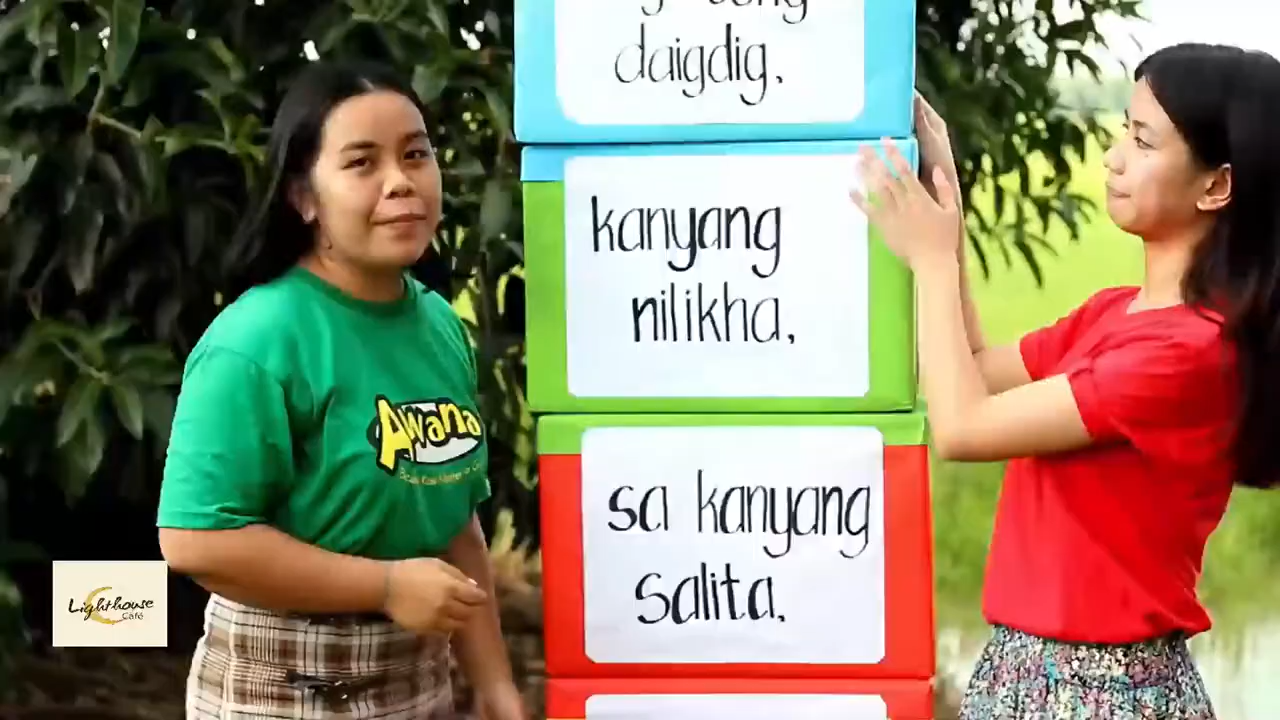 daigdig.
kanyang
nilikha,
sa kanyang
salita.
Awana
Lighthouse
Café